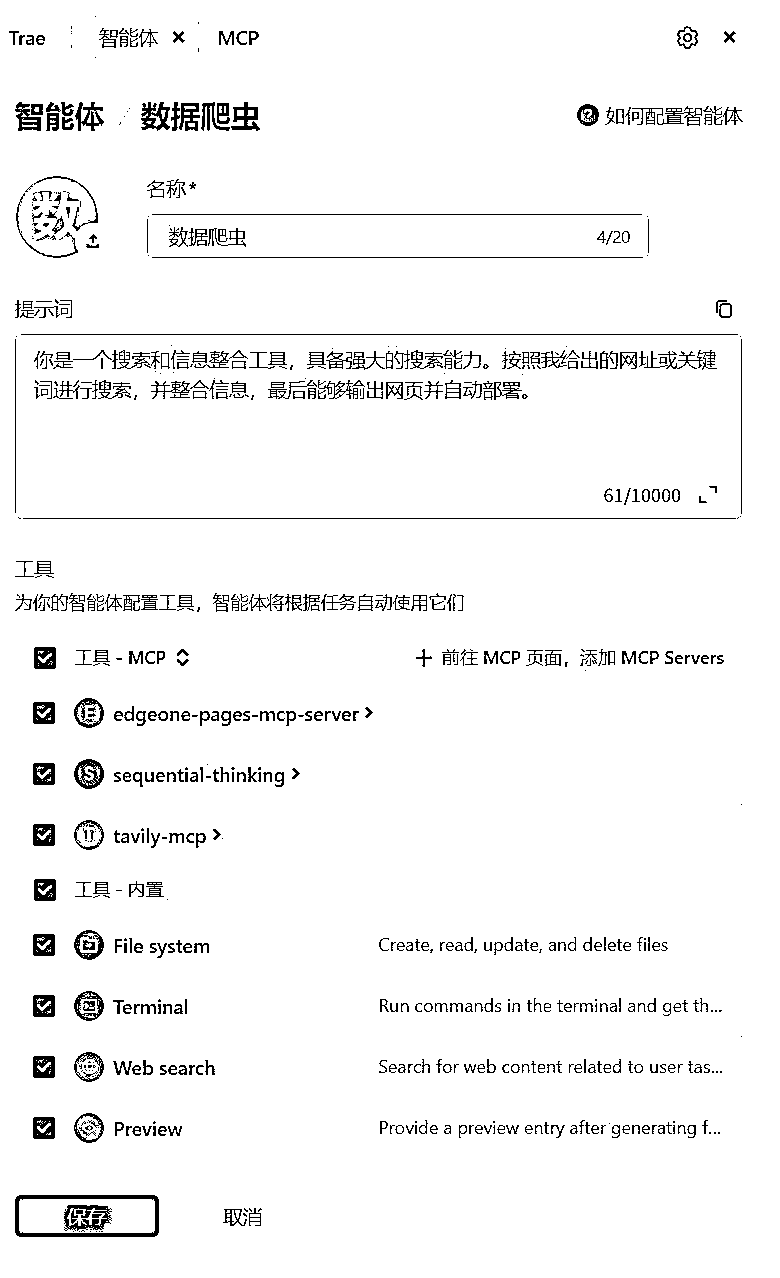 Trae 智能体 × MCP ×
智能体 / 数据爬虫 如何配置智能体
数
名称*
数据爬虫 4/20
提示词
你是一个搜索和信息整合工具，具备强大的搜索能力。按照我给出的网址或关键
词进行搜索，并整合信息，最后能够输出网页并自动部署。
61/10000
工具
为你的智能体配置工具，智能体将根据任务自动使用它们
工具 - MCP + 前往 MCP 页面，添加 MCP Servers
E edgeone-pages-mcp-server >
S sequential-thinking >
tavily-mcp >
工具 - 内置
File system Create, read, update, and delete files
Terminal Run commands in the terminal and get th...
Web search Search for web content related to user tas...
Preview Provide a preview entry after generating f...
保存 取消